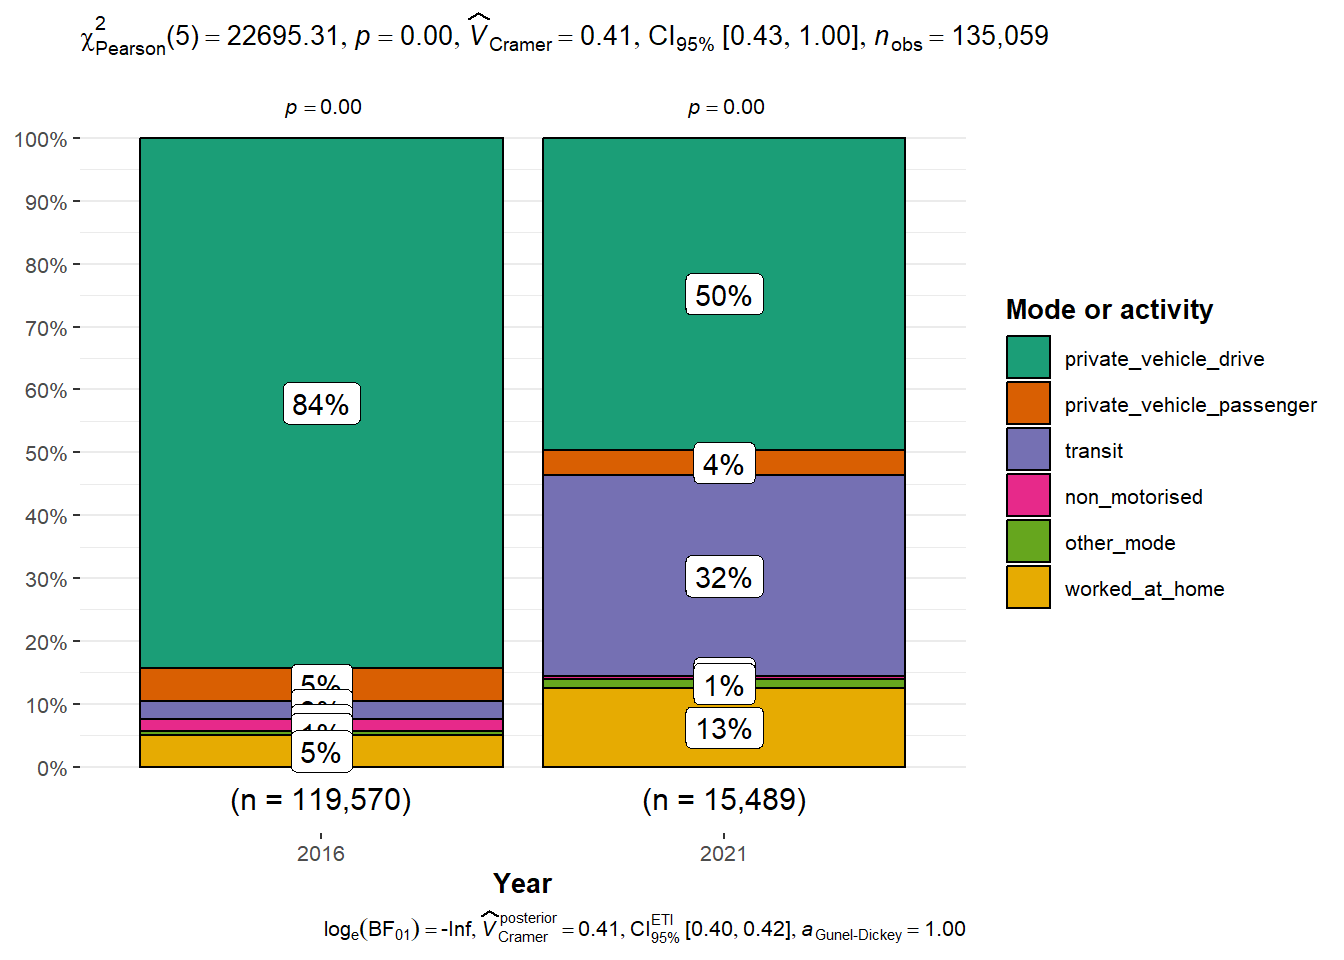 χ²Pearson(5) = 22695.31, p = 0.00, V̂Cramer = 0.41, CI95% [0.43, 1.00], nobs = 135,059
p = 0.00 p = 0.00
100%
90%
80%
70%
60%
50%
40%
30%
20%
10%
0%
84%
5%
1%
5%
50%
4%
32%
1%
13%
(n = 119,570) (n = 15,489)
2016 2021
Year
Mode or activity
private_vehicle_drive
private_vehicle_passenger
transit
non_motorised
other_mode
worked_at_home
loge(BF01) = -Inf, V̂posteriorCramer = 0.41, CIETI95% [0.40, 0.42], aGunel-Dickey = 1.00